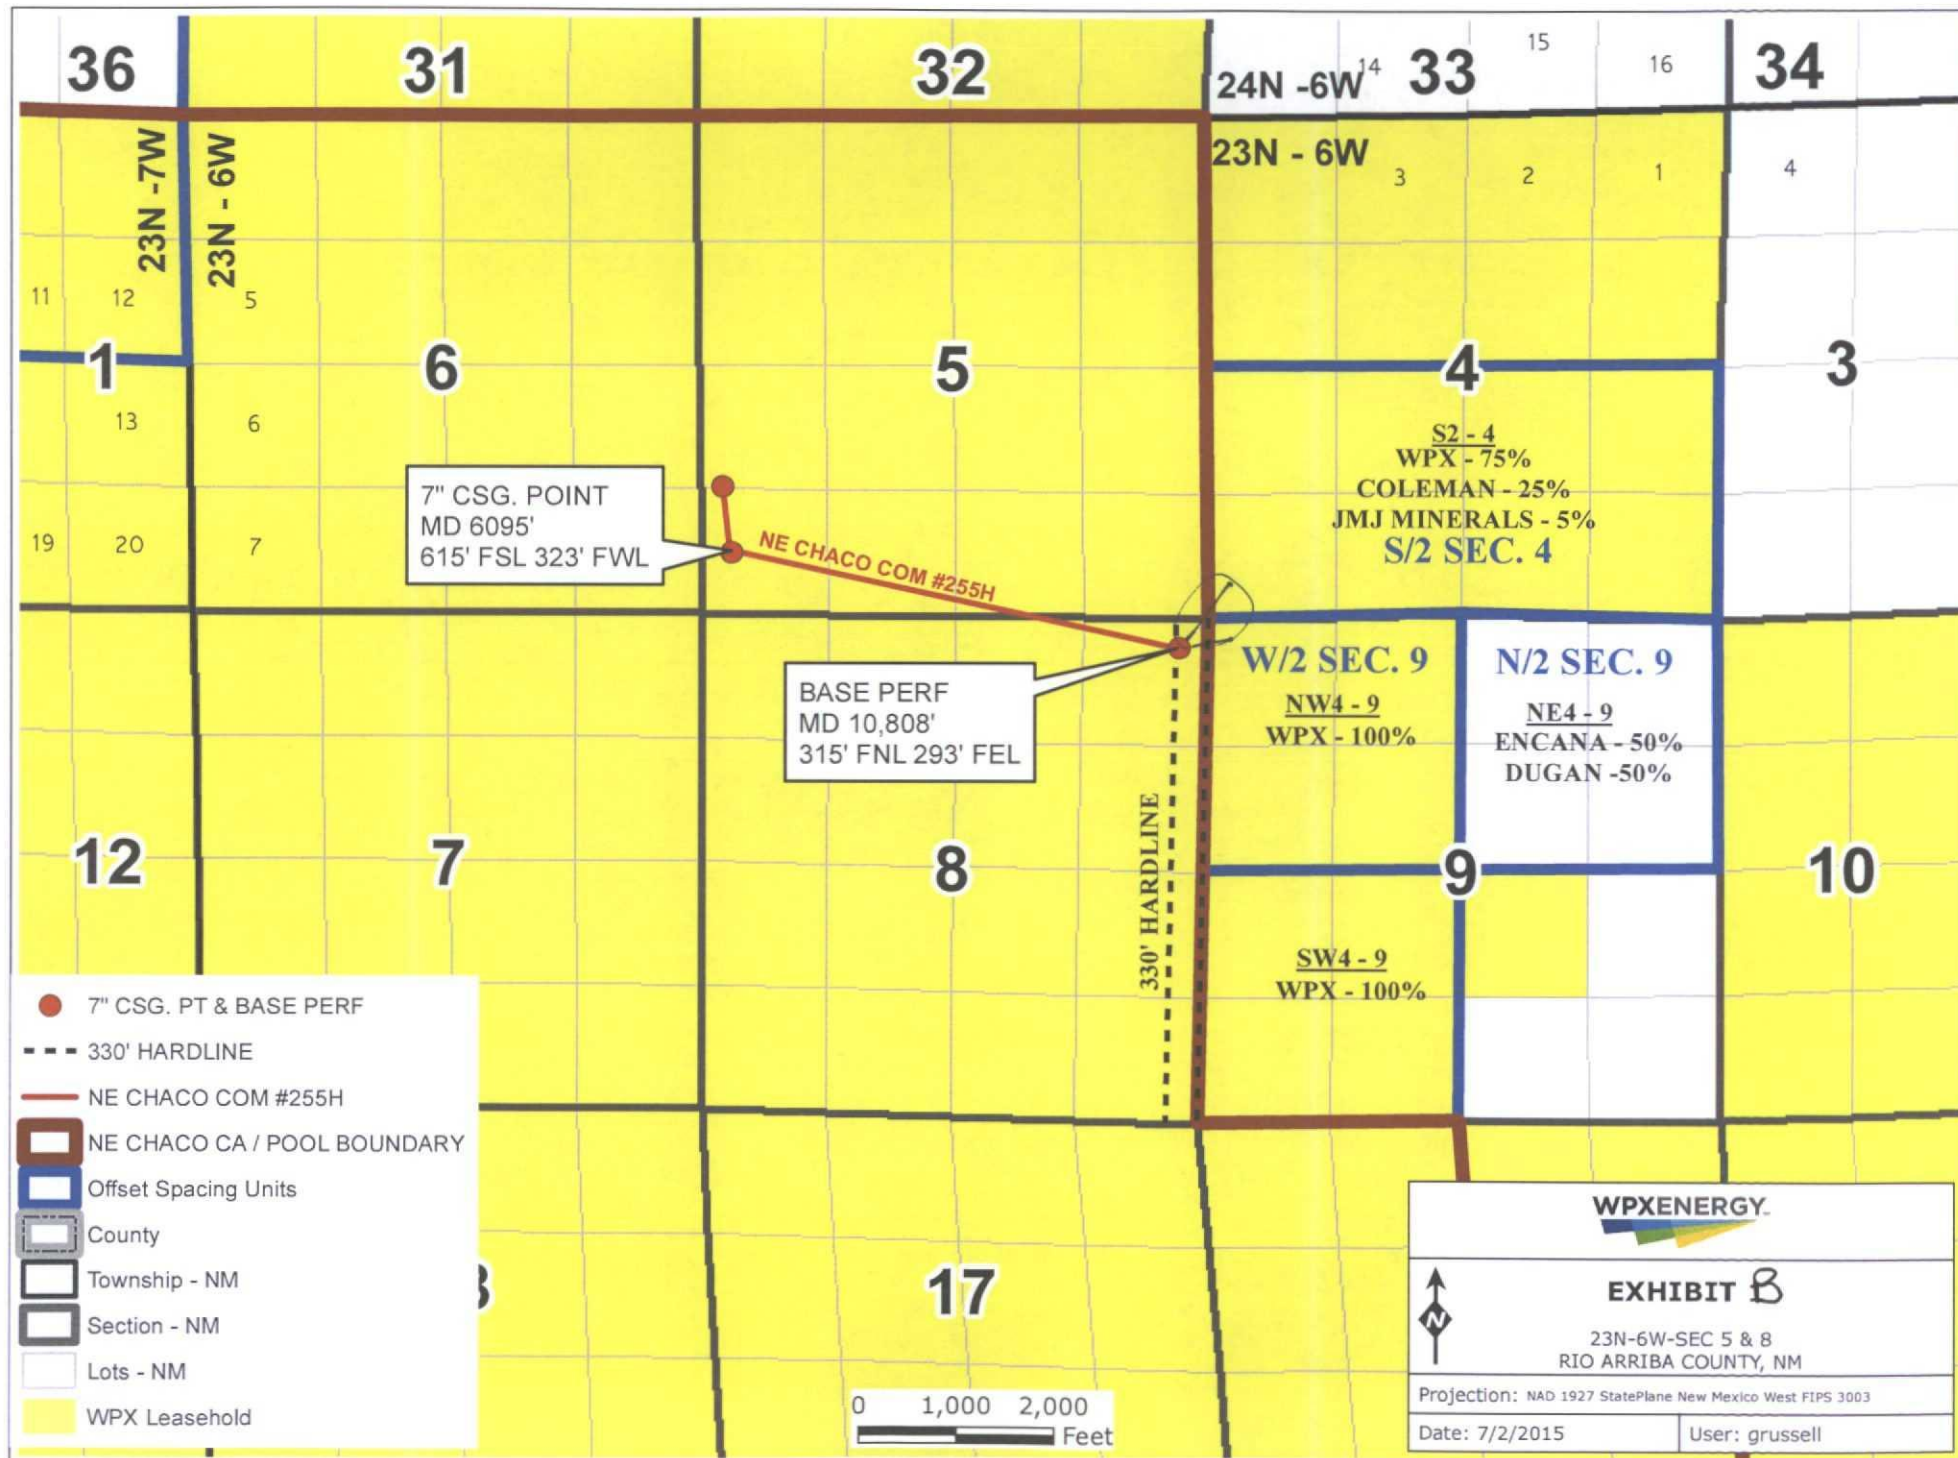 36
31
32
24N -6W
14
33
15
16
34
23N -7W
23N - 6W
23N - 6W
3
2
1
4
11
12
5
1
6
5
4
3
13
6
S2 - 4
WPX - 75%
COLEMAN - 25%
JMJ MINERALS - 5%
S/2 SEC. 4
7" CSG. POINT
MD 6095'
615' FSL 323' FWL
NE CHACO COM #255H
19
20
7
BASE PERF
MD 10,808'
315' FNL 293' FEL
W/2 SEC. 9
NW4 - 9
WPX - 100%
N/2 SEC. 9
NE4 - 9
ENCANA - 50%
DUGAN -50%
330' HARDLINE
12
7
8
9
10
SW4 - 9
WPX - 100%
7" CSG. PT & BASE PERF
330' HARDLINE
NE CHACO COM #255H
NE CHACO CA / POOL BOUNDARY
Offset Spacing Units
County
Township - NM
Section - NM
Lots - NM
WPX Leasehold
17
0 1,000 2,000
Feet
WPXENERGY
N
EXHIBIT B
23N-6W-SEC 5 & 8
RIO ARRIBA COUNTY, NM
Projection: NAD 1927 StatePlane New Mexico West FIPS 3003
Date: 7/2/2015
User: grussell